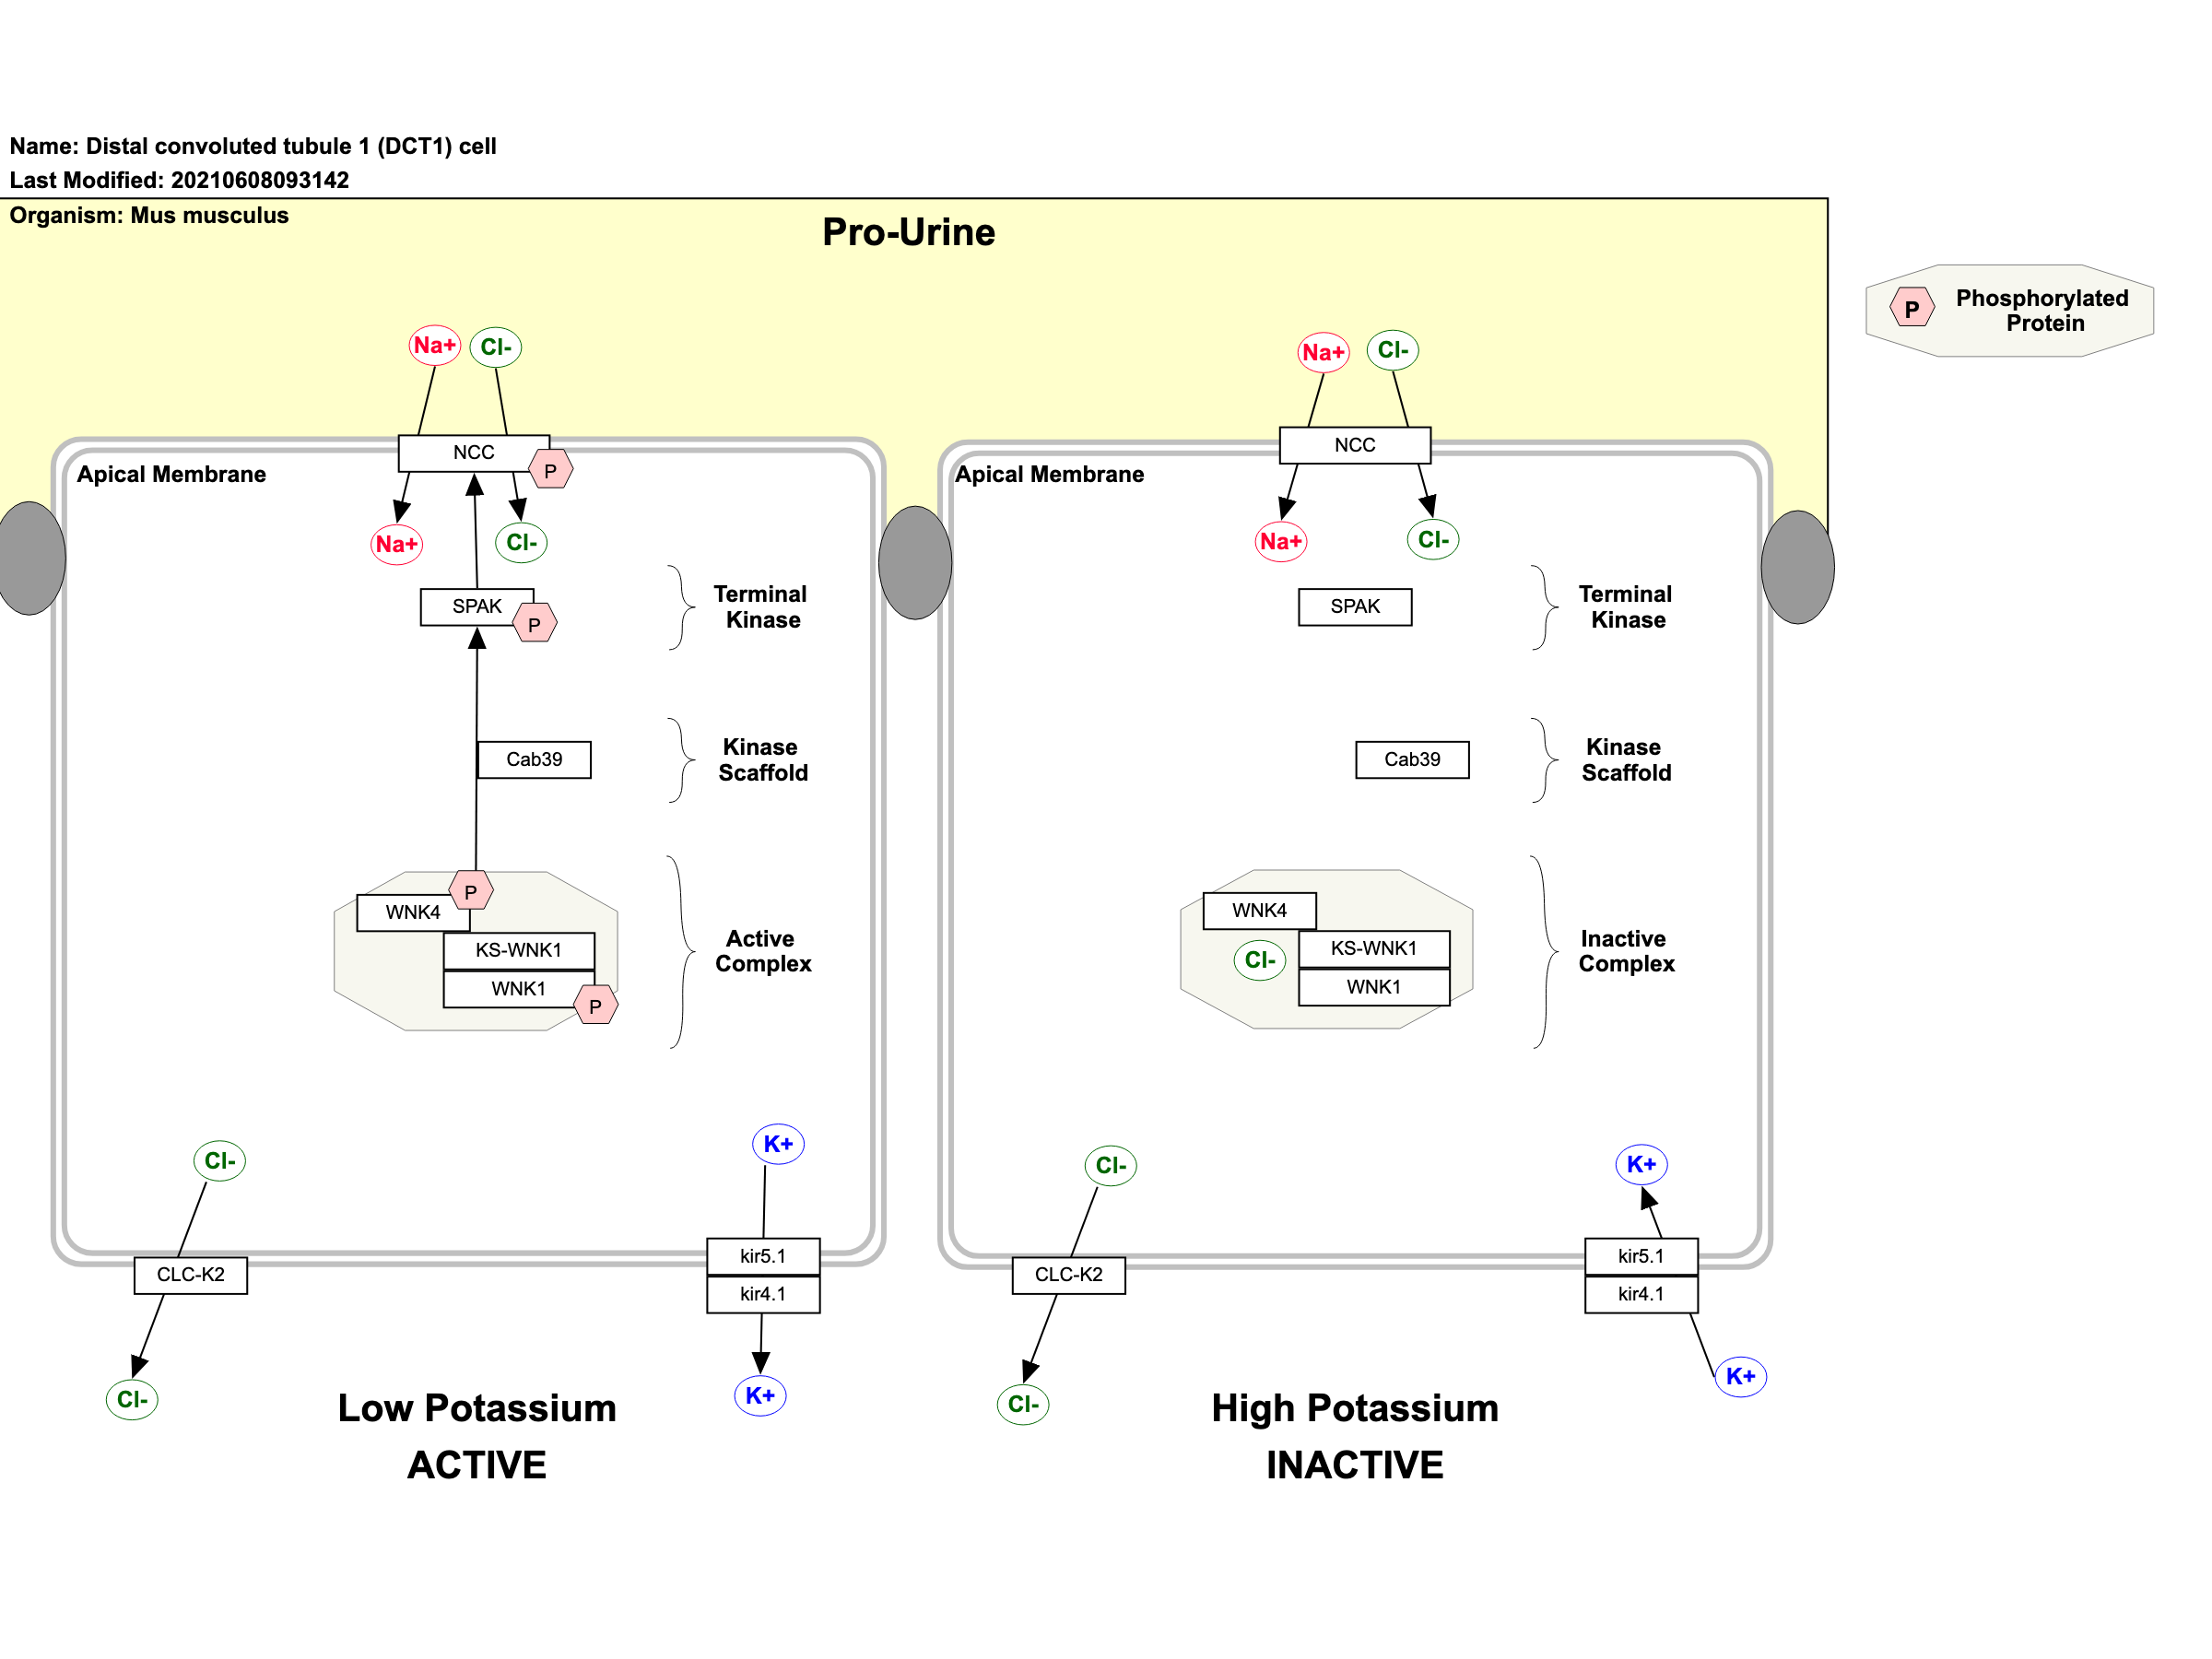 Name: Distal convoluted tubule 1 (DCT1) cell
Last Modified: 20210608093142
Organism: Mus musculus
Pro-Urine
P
Phosphorylated
Protein
Na+
Cl-
NCC
P
Apical Membrane
Na+
Cl-
SPAK
P
Terminal
Kinase
Cab39
Kinase
Scaffold
P
WNK4
KS-WNK1
WNK1
P
Active
Complex
Cl-
K+
CLC-K2
kir5.1
kir4.1
Cl-
K+
Low Potassium
ACTIVE
Na+
Cl-
NCC
Apical Membrane
Na+
Cl-
SPAK
Terminal
Kinase
Cab39
Kinase
Scaffold
WNK4
Cl-
KS-WNK1
WNK1
Inactive
Complex
Cl-
K+
CLC-K2
kir5.1
kir4.1
Cl-
K+
High Potassium
INACTIVE